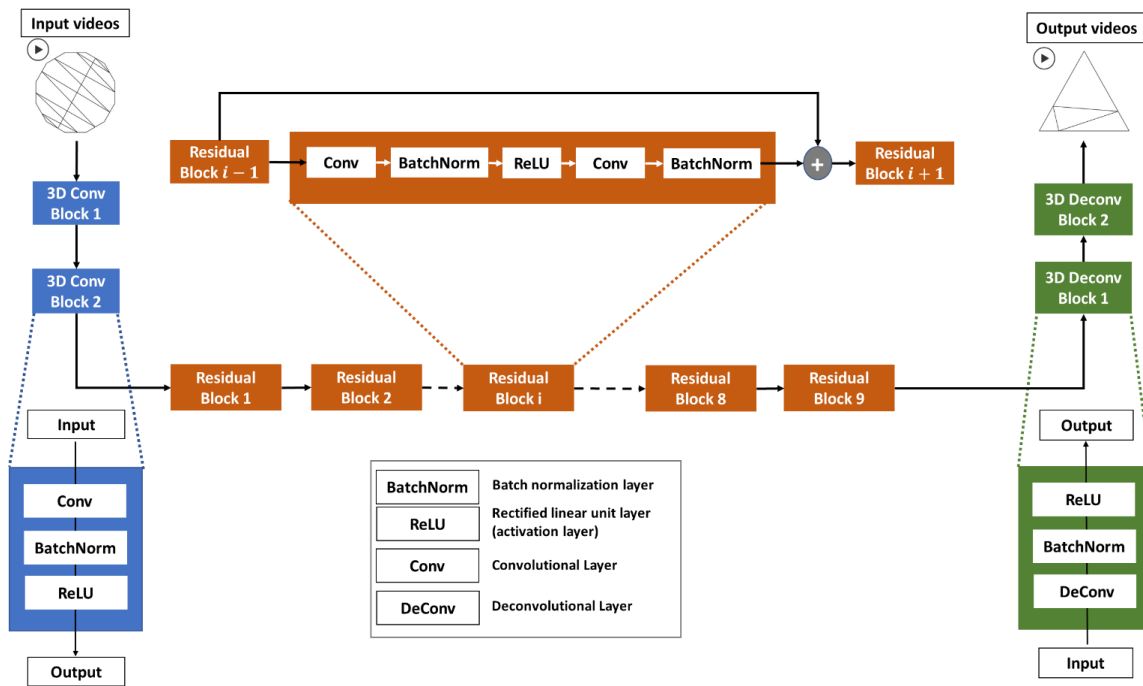 Input videos
Output videos
Residual
Block i − 1
Conv
BatchNorm
ReLU
Conv
BatchNorm
+
Residual
Block i + 1
3D Conv
Block 1
3D Deconv
Block 2
3D Conv
Block 2
3D Deconv
Block 1
Residual
Block 1
Residual
Block 2
Residual
Block i
Residual
Block 8
Residual
Block 9
Input
Conv
BatchNorm
ReLU
Output
BatchNorm
Batch normalization layer
ReLU
Rectified linear unit layer
(activation layer)
Conv
Convolutional Layer
DeConv
Deconvolutional Layer
Output
ReLU
BatchNorm
DeConv
Input